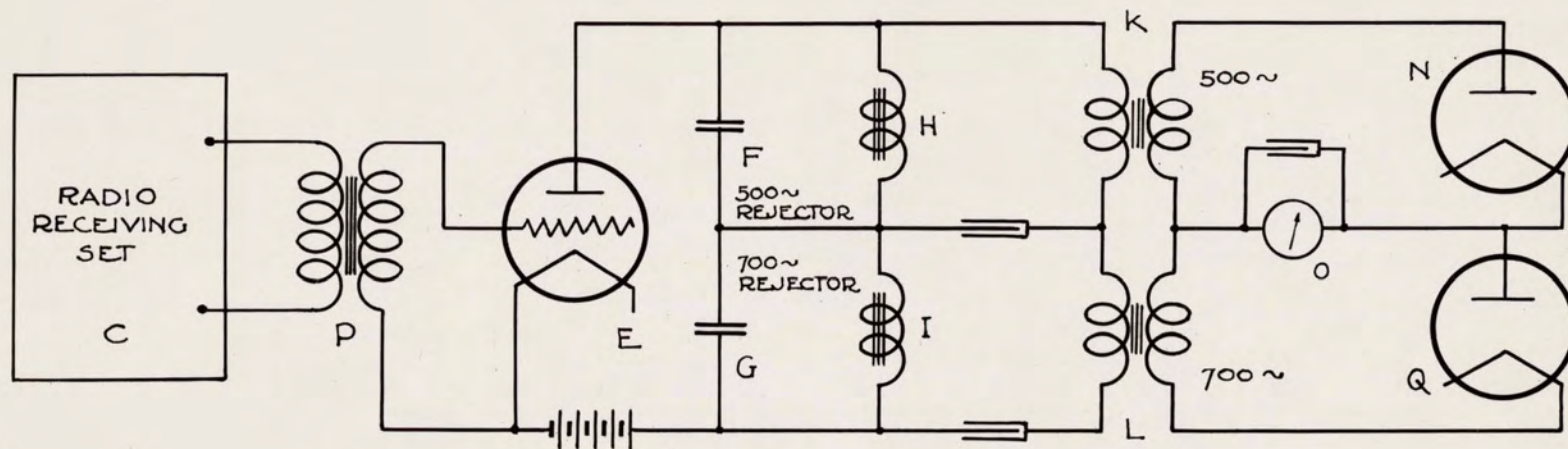 RADIO
RECEIVING
SET
C
P
E
F
500~
REJECTOR
700~
REJECTOR
G
H
I
K
L
500~
700~
N
O
Q